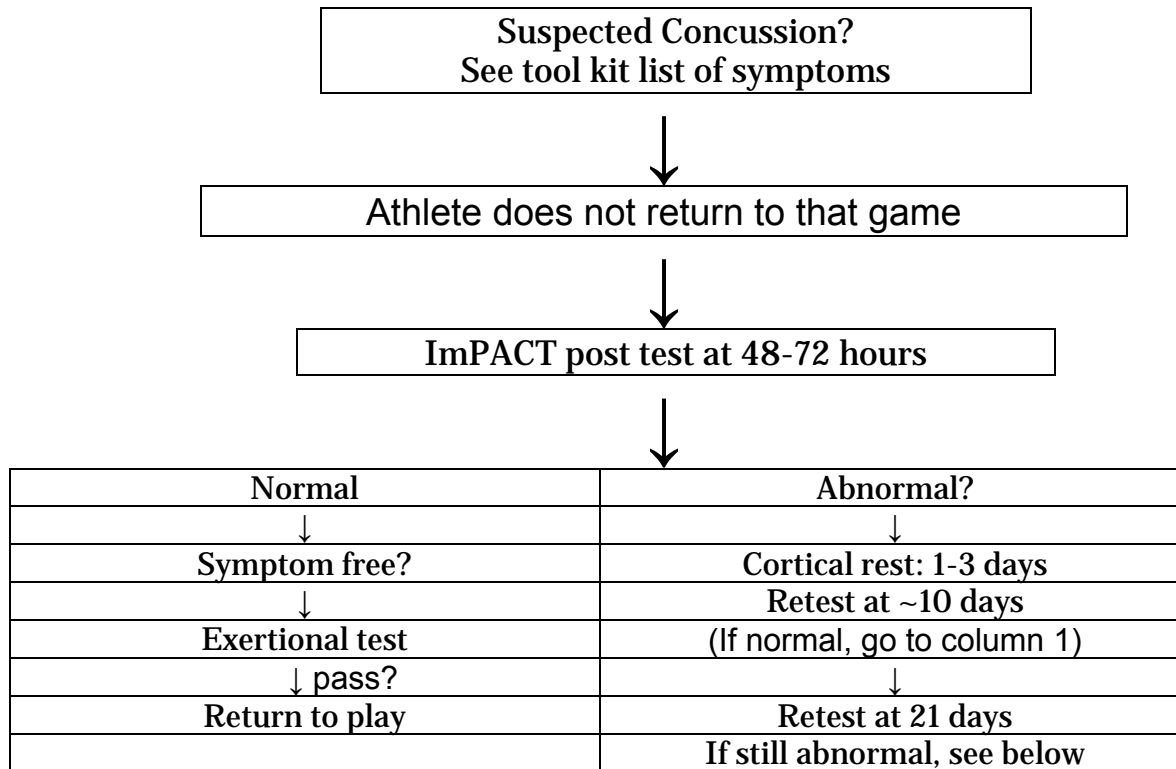 Suspected Concussion?
See tool kit list of symptoms
Athlete does not return to that game
ImPACT post test at 48-72 hours
Normal
Abnormal?
↓
↓
Symptom free?
Cortical rest: 1-3 days
↓
Retest at ~10 days
Exertional test
(If normal, go to column 1)
↓ pass?
↓
Return to play
Retest at 21 days
If still abnormal, see below